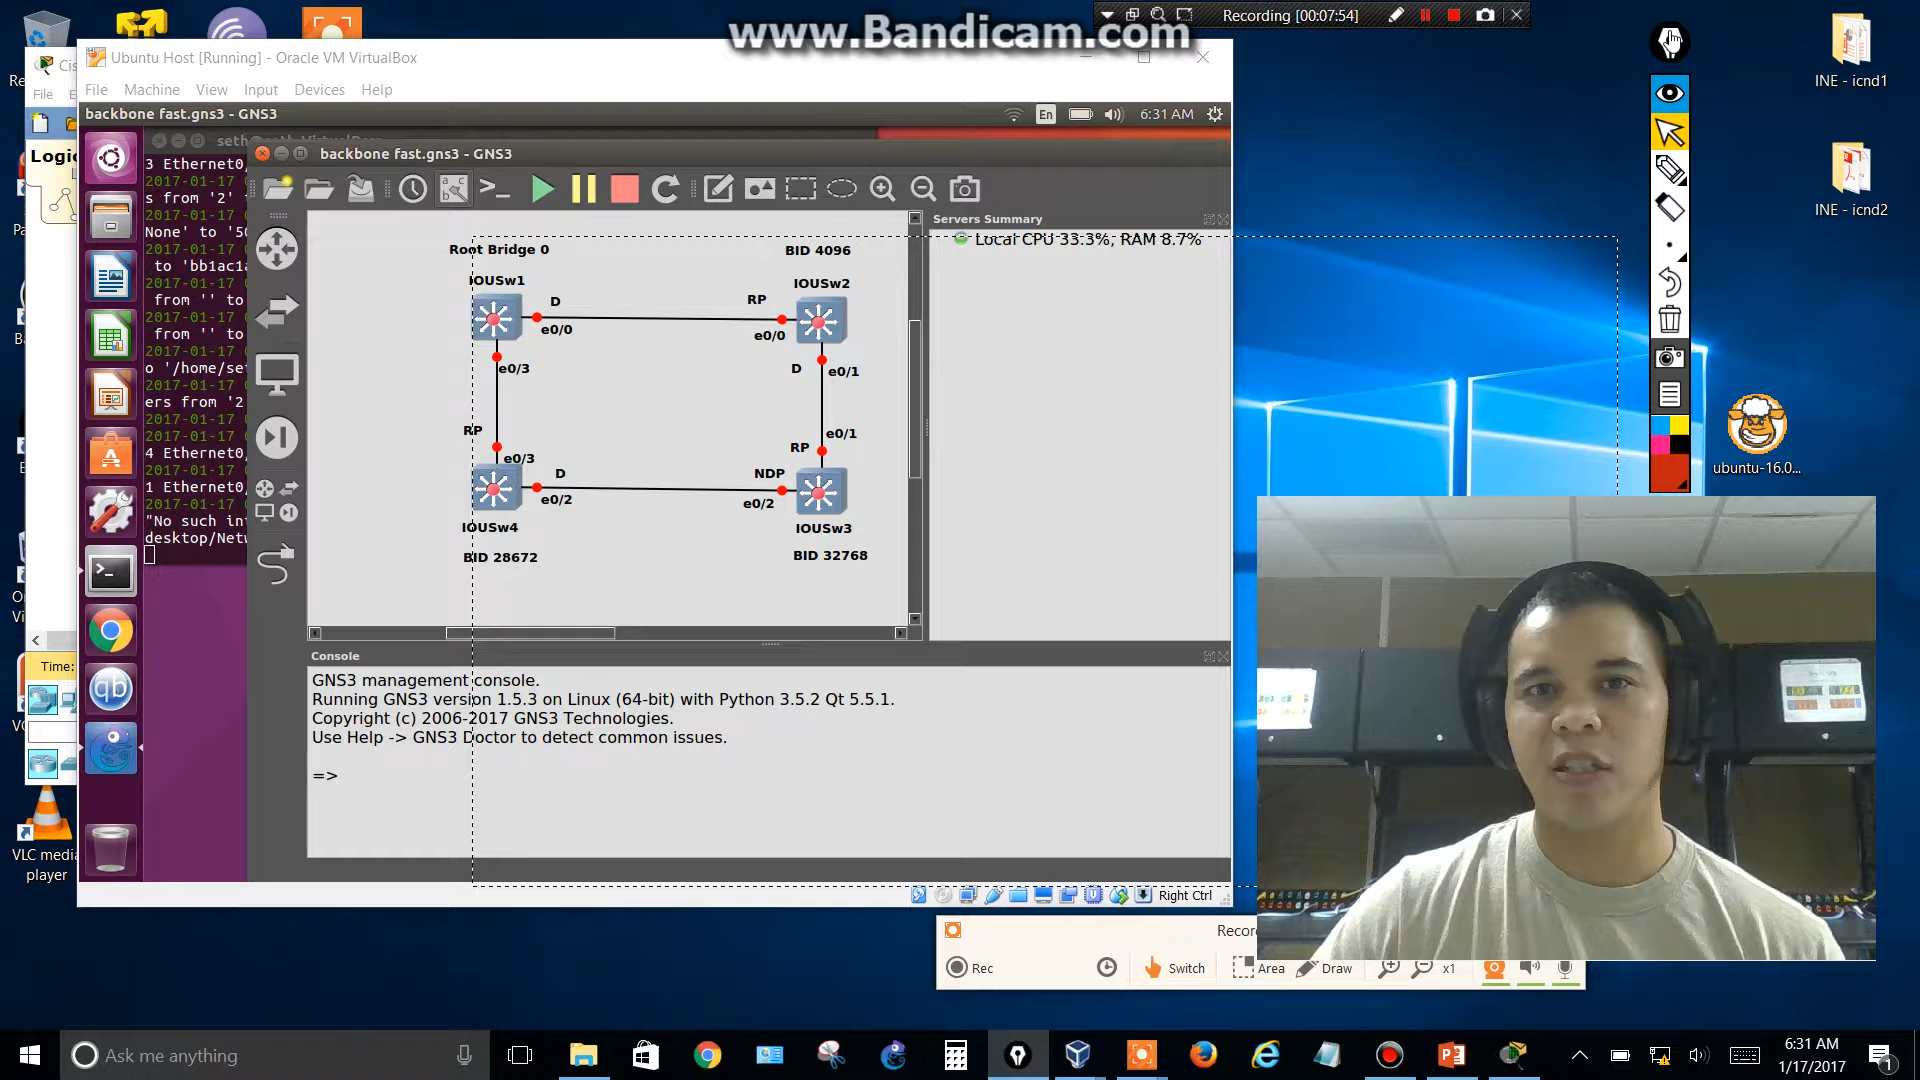 www.Bandicam.com
Recording [00:07:54]
INE - icnd1
INE - icnd2
ubuntu-16.0...
Ubuntu Host [Running] - Oracle VM VirtualBox
File Machine View Input Devices Help
backbone fast.gns3 - GNS3
En
6:31 AM
File
Logic
backbone fast.gns3 - GNS3
3 Ethernet0,
2017-01-17
s from '2'
2017-01-17
None' to '50
2017-01-17
to 'bb1ac1a
2017-01-17
from '' to
2017-01-17
from '' to
2017-01-17
o '/home/set
2017-01-17
ers from '2
2017-01-17
2017-01-17
4 Ethernet0,
2017-01-17
1 Ethernet0,
2017-01-17
"No such int
desktop/Netw
Servers Summary
Local CPU 33.3%, RAM 8.7%
Root Bridge 0
BID 4096
IOUSw1
IOUSw2
D
RP
e0/0
e0/0
e0/3
D
e0/1
RP
e0/1
e0/3
RP
D
NDP
e0/2
e0/2
IOUSw4
IOUSw3
BID 28672
BID 32768
Console
GNS3 management console.
Running GNS3 version 1.5.3 on Linux (64-bit) with Python 3.5.2 Qt 5.5.1.
Copyright (c) 2006-2017 GNS3 Technologies.
Use Help -> GNS3 Doctor to detect common issues.
=>
Time:
VLC media
player
Right Ctrl
Recor
Rec
Switch
Area
Draw
x1
Ask me anything
6:31 AM
1/17/2017
1